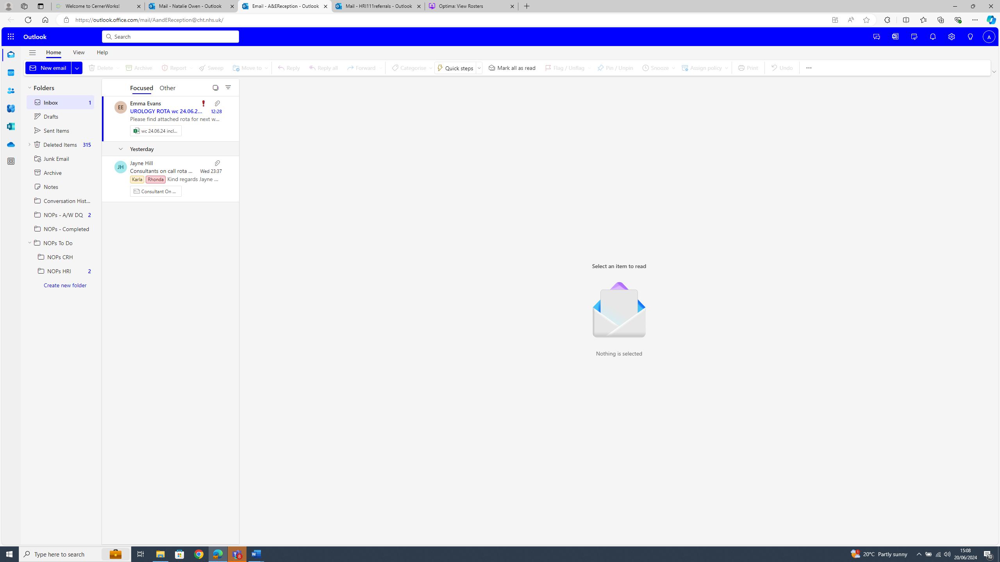 Welcome to CernerWorks!
Mail - Natalie Owen - Outlook
Email - A&EReception - Outlook
Mail - HRI111referrals - Outlook
Optima: View Rosters
https://outlook.office.com/mail/AandEReception@cht.nhs.uk/
Outlook
Search
A
Home View Help
New email Delete Archive Report Sweep Move to Reply Reply all Forward Categorise Quick steps Mark all as read Flag / Unflag Pin / Unpin Snooze Assign policy Print Undo
Folders
Inbox 1
Drafts
Sent Items
Deleted Items 315
Junk Email
Archive
Notes
Conversation Hist...
NOPs - A/W DQ 2
NOPs - Completed
NOPs To Do
NOPs CRH
NOPs HRI 2
Create new folder
Focused Other
EE
Emma Evans
UROLOGY ROTA wc 24.06.2... 12:28
Please find attached rota for next w...
wc 24.06.24 incl...
Yesterday
JH
Jayne Hill
Consultants on call rota ... Wed 23:37
Karla Rhonda Kind regards Jayne ...
Consultant On ...
Select an item to read
Nothing is selected
Type here to search
8
1
20°C Partly sunny
15:08
20/06/2024
10